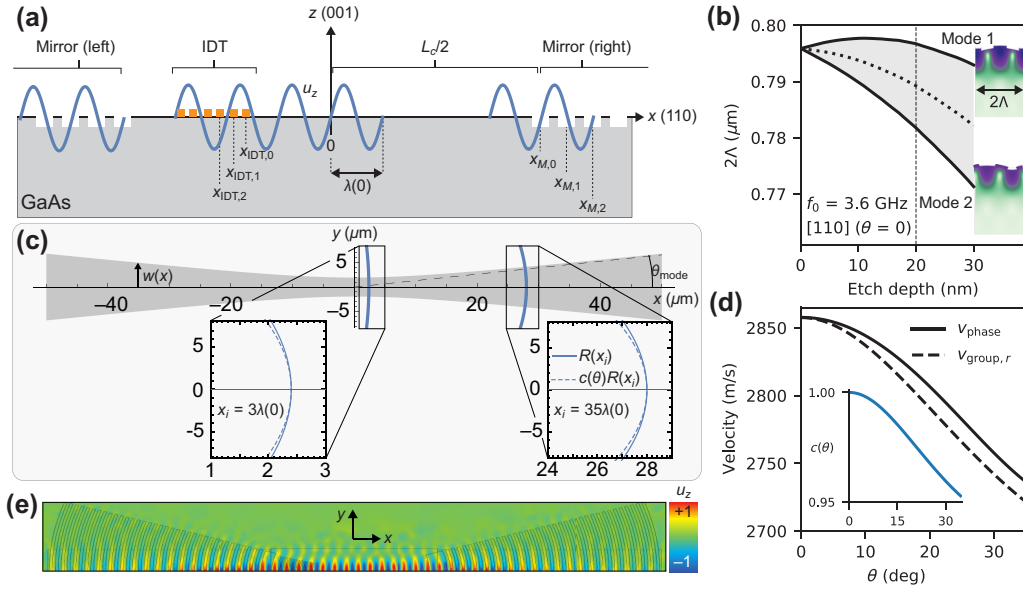 (a)
z (001)
Mirror (left)
IDT
L_c/2
Mirror (right)
u_z
x (110)
0
x_IDT,0
x_IDT,1
x_IDT,2
λ(0)
x_M,0
x_M,1
x_M,2
GaAs
(b)
0.80
0.79
0.78
0.77
2Λ (μm)
Mode 1
2Λ
Mode 2
f_0 = 3.6 GHz
[110] (θ = 0)
0 10 20 30
Etch depth (nm)
(c)
y (μm)
5
−5
w(x)
θ_mode
−40 −20 20 40
x (μm)
5
0
-5
x_i = 3λ(0)
1 2 3
5
0
−5
R(x_i)
c(θ)R(x_i)
x_i = 35λ(0)
24 26 28
(d)
2850
2800
2750
2700
Velocity (m/s)
v_phase
v_group, r
1.00
c(θ)
0.95
0 15 30
0 10 20 30
θ (deg)
(e)
y
x
u_z
+1
−1